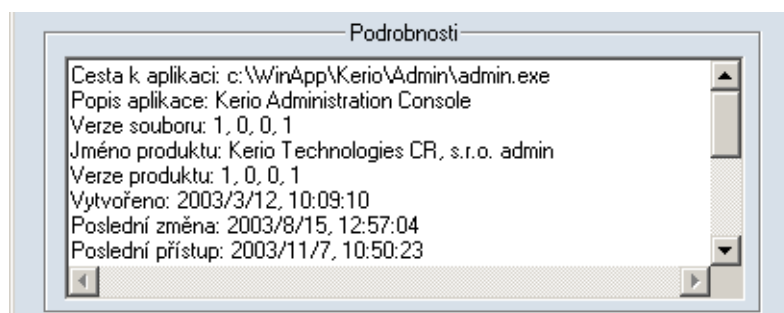 Podrobnosti
Cesta k aplikaci: c:\WinApp\Kerio\Admin\admin.exe
Popis aplikace: Kerio Administration Console
Verze souboru: 1, 0, 0, 1
Jméno produktu: Kerio Technologies CR, s.r.o. admin
Verze produktu: 1, 0, 0, 1
Vytvořeno: 2003/3/12, 10:09:10
Poslední změna: 2003/8/15, 12:57:04
Poslední přístup: 2003/11/7, 10:50:23